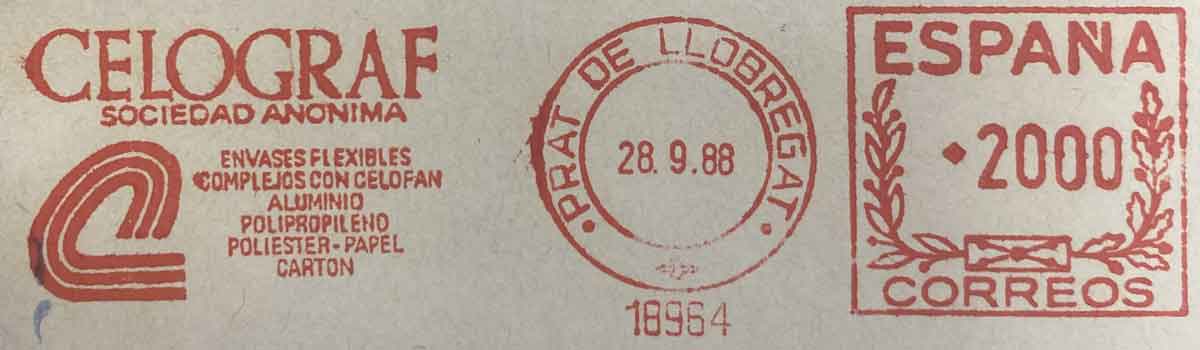 CELOGRAF
SOCIEDAD ANONIMA
ENVASES FLEXIBLES
COMPLEJOS CON CELOFAN
ALUMINIO
POLIPROPILENO
POLIESTER-PAPEL
CARTON
• PRAT DE LLOBREGAT •
28. 9.88
18964
ESPAÑA
◆2000
CORREOS